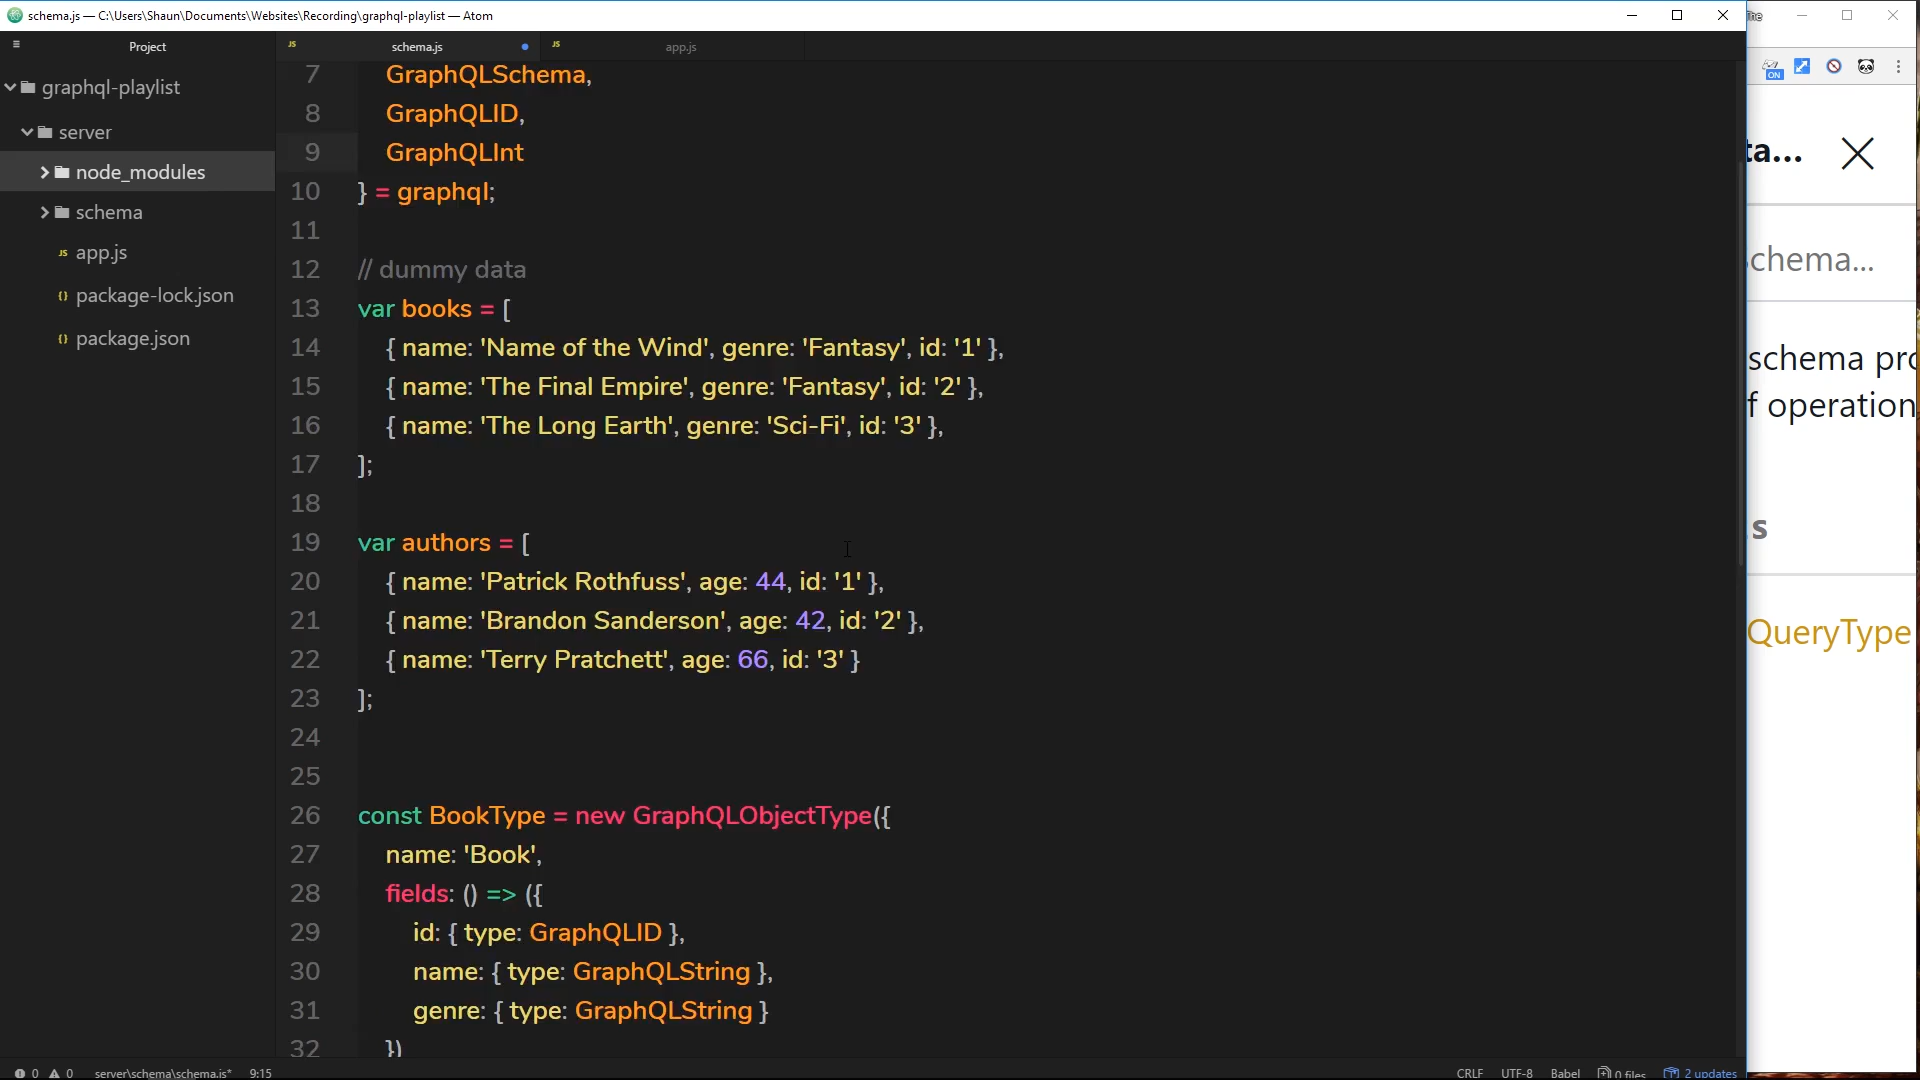 schema.js — C:\Users\Shaun\Documents\Websites\Recording\graphql-playlist — Atom
Project
schema.js
app.js
graphql-playlist
server
node_modules
schema
app.js
package-lock.json
package.json
7 GraphQLSchema,
8 GraphQLID,
9 GraphQLInt
10 } = graphql;
11
12 // dummy data
13 var books = [
14 { name: 'Name of the Wind', genre: 'Fantasy', id: '1' },
15 { name: 'The Final Empire', genre: 'Fantasy', id: '2' },
16 { name: 'The Long Earth', genre: 'Sci-Fi', id: '3' },
17 ];
18
19 var authors = [
20 { name: 'Patrick Rothfuss', age: 44, id: '1' },
21 { name: 'Brandon Sanderson', age: 42, id: '2' },
22 { name: 'Terry Pratchett', age: 66, id: '3' }
23 ];
24
25
26 const BookType = new GraphQLObjectType({
27 name: 'Book',
28 fields: () => ({
29 id: { type: GraphQLID },
30 name: { type: GraphQLString },
31 genre: { type: GraphQLString }
32 })
0 0 server\schema\schema.js* 9:15
CRLF UTF-8 Babel 0 files 2 updates
The
ON
ta...
schema...
schema pro
f operation
s
QueryType